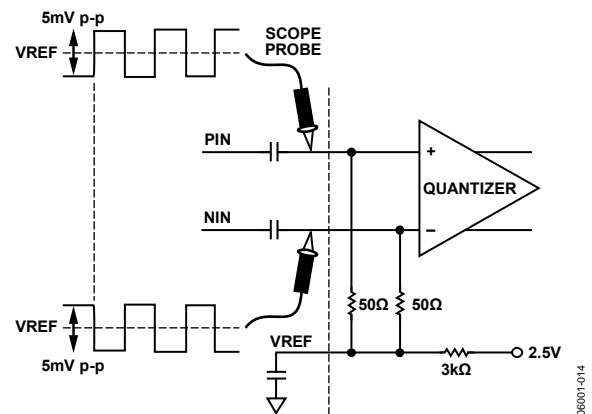 5mV p-p
VREF
SCOPE
PROBE
PIN
+
QUANTIZER
NIN
−
50Ω
50Ω
VREF
5mV p-p
VREF
2.5V
3kΩ
06001-014